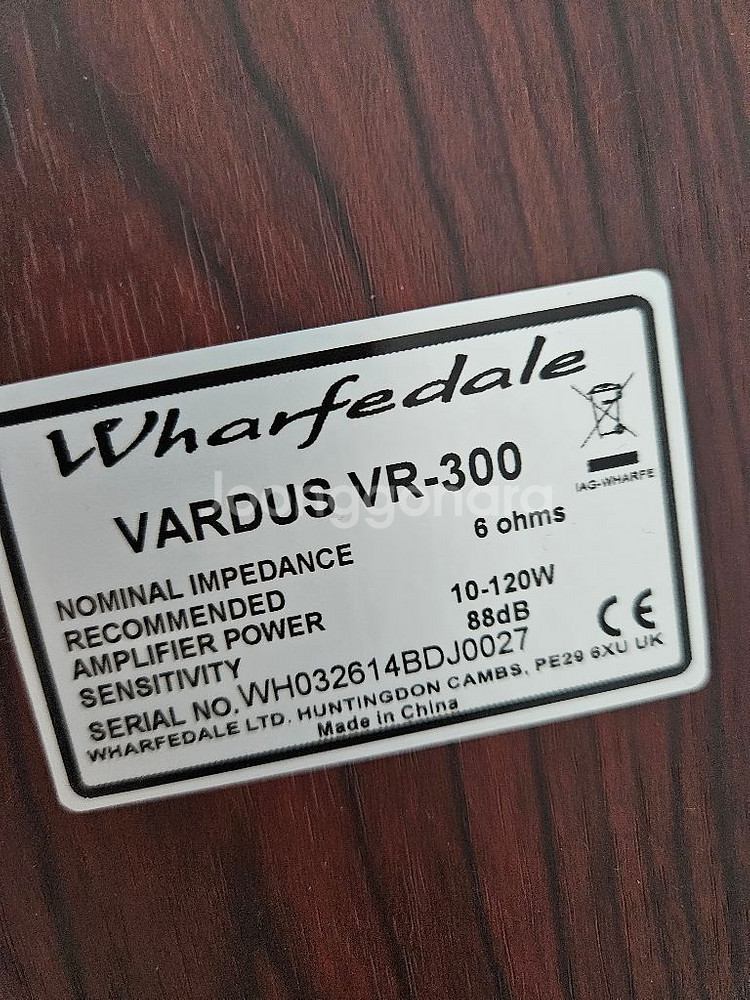 Wharfedale
VARDUS VR-300
IAG-WHARFE
NOMINAL IMPEDANCE 6 ohms
RECOMMENDED
AMPLIFIER POWER 10-120W
SENSITIVITY 88dB
SERIAL NO.WH032614BDJ0027
WHARFEDALE LTD. HUNTINGDON CAMBS, PE29 6XU UK
Made in China
CE
joonggonara